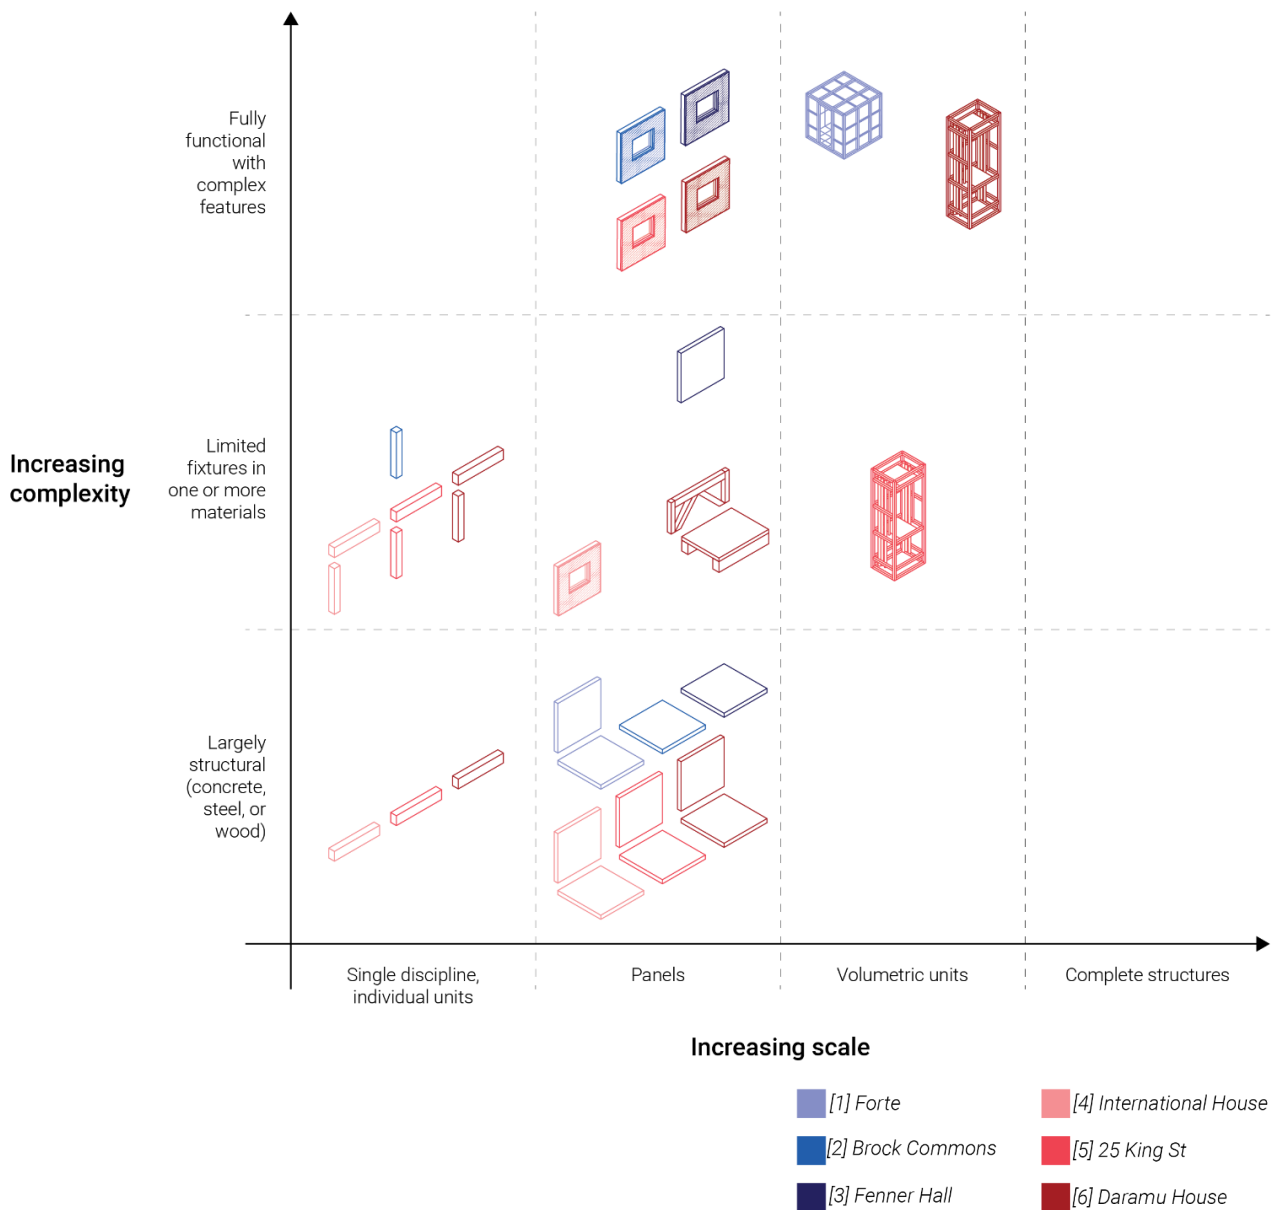 Fully
functional
with
complex
features
Increasing
complexity
Limited
fixtures in
one or more
materials
Largely
structural
(concrete,
steel, or
wood)
Single discipline,
individual units
Panels
Volumetric units
Complete structures
Increasing scale
[1] Forte
[2] Brock Commons
[3] Fenner Hall
[4] International House
[5] 25 King St
[6] Daramu House